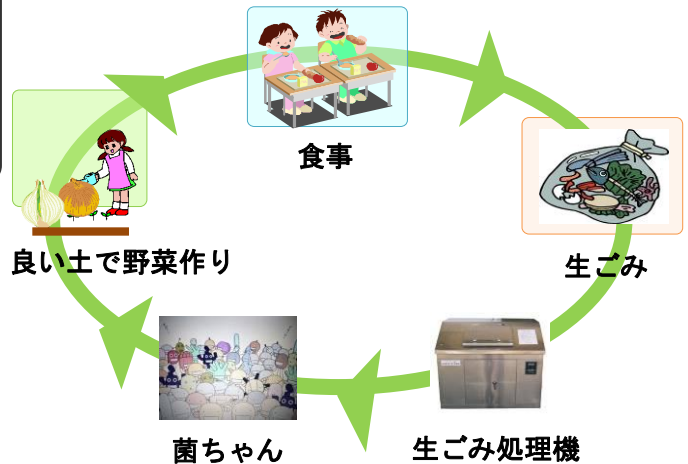 食事
生ごみ
生ごみ処理機
菌ちゃん
良い土で野菜作り